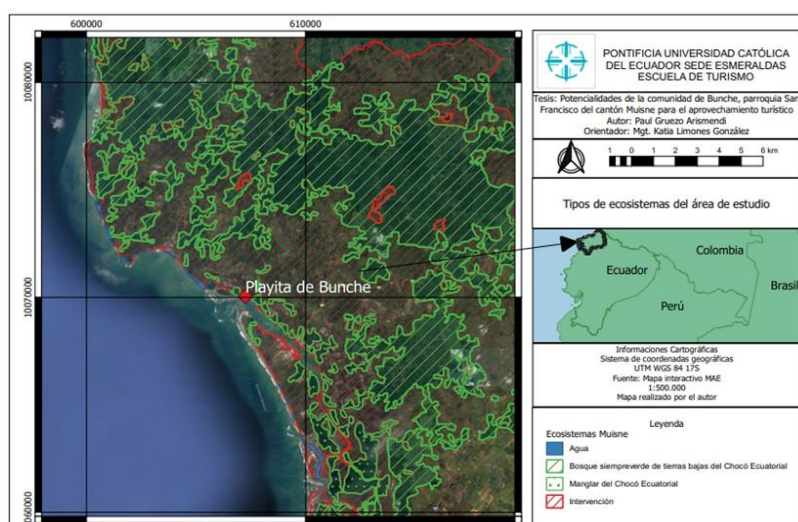 600000
610000
10080000
10070000
060000
Playita de Bunche
PONTIFICIA UNIVERSIDAD CATÓLICA
DEL ECUADOR SEDE ESMERALDAS
ESCUELA DE TURISMO
Tesis: Potencialidades de la comunidad de Bunche, parroquia San
Francisco del cantón Muisne para el aprovechamiento turístico
Autor: Paul Gruezo Arismendi
Orientador: Mgt. Katia Limones González
1 0 1 2 3 4 5 6 km
Tipos de ecosistemas del área de estudio
Colombia
Ecuador
Perú
Brasil
Informaciones Cartográficas
Sistema de coordenadas geográficas
UTM WGS 84 17S
Fuente: Mapa interactivo MAE
1:500.000
Mapa realizado por el autor
Leyenda
Ecosistemas Muisne
Agua
Bosque siempreverde de tierras bajas del Chocó Ecuatorial
Manglar del Chocó Ecuatorial
Intervención